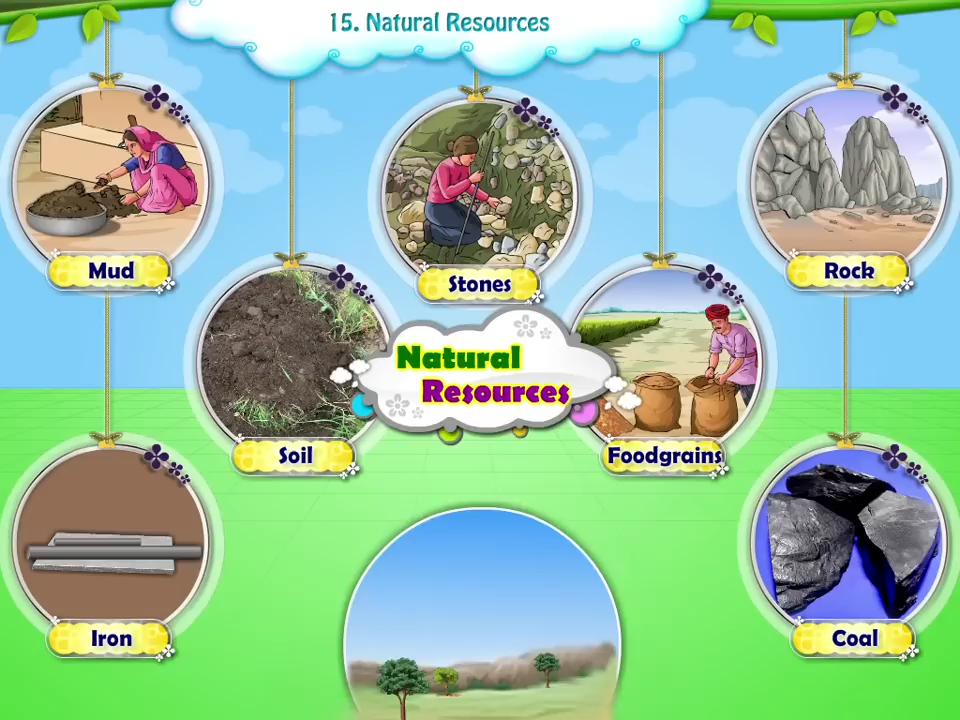 15. Natural Resources
Mud
Stones
Rock
Natural
Resources
Soil
Foodgrains
Iron
Coal